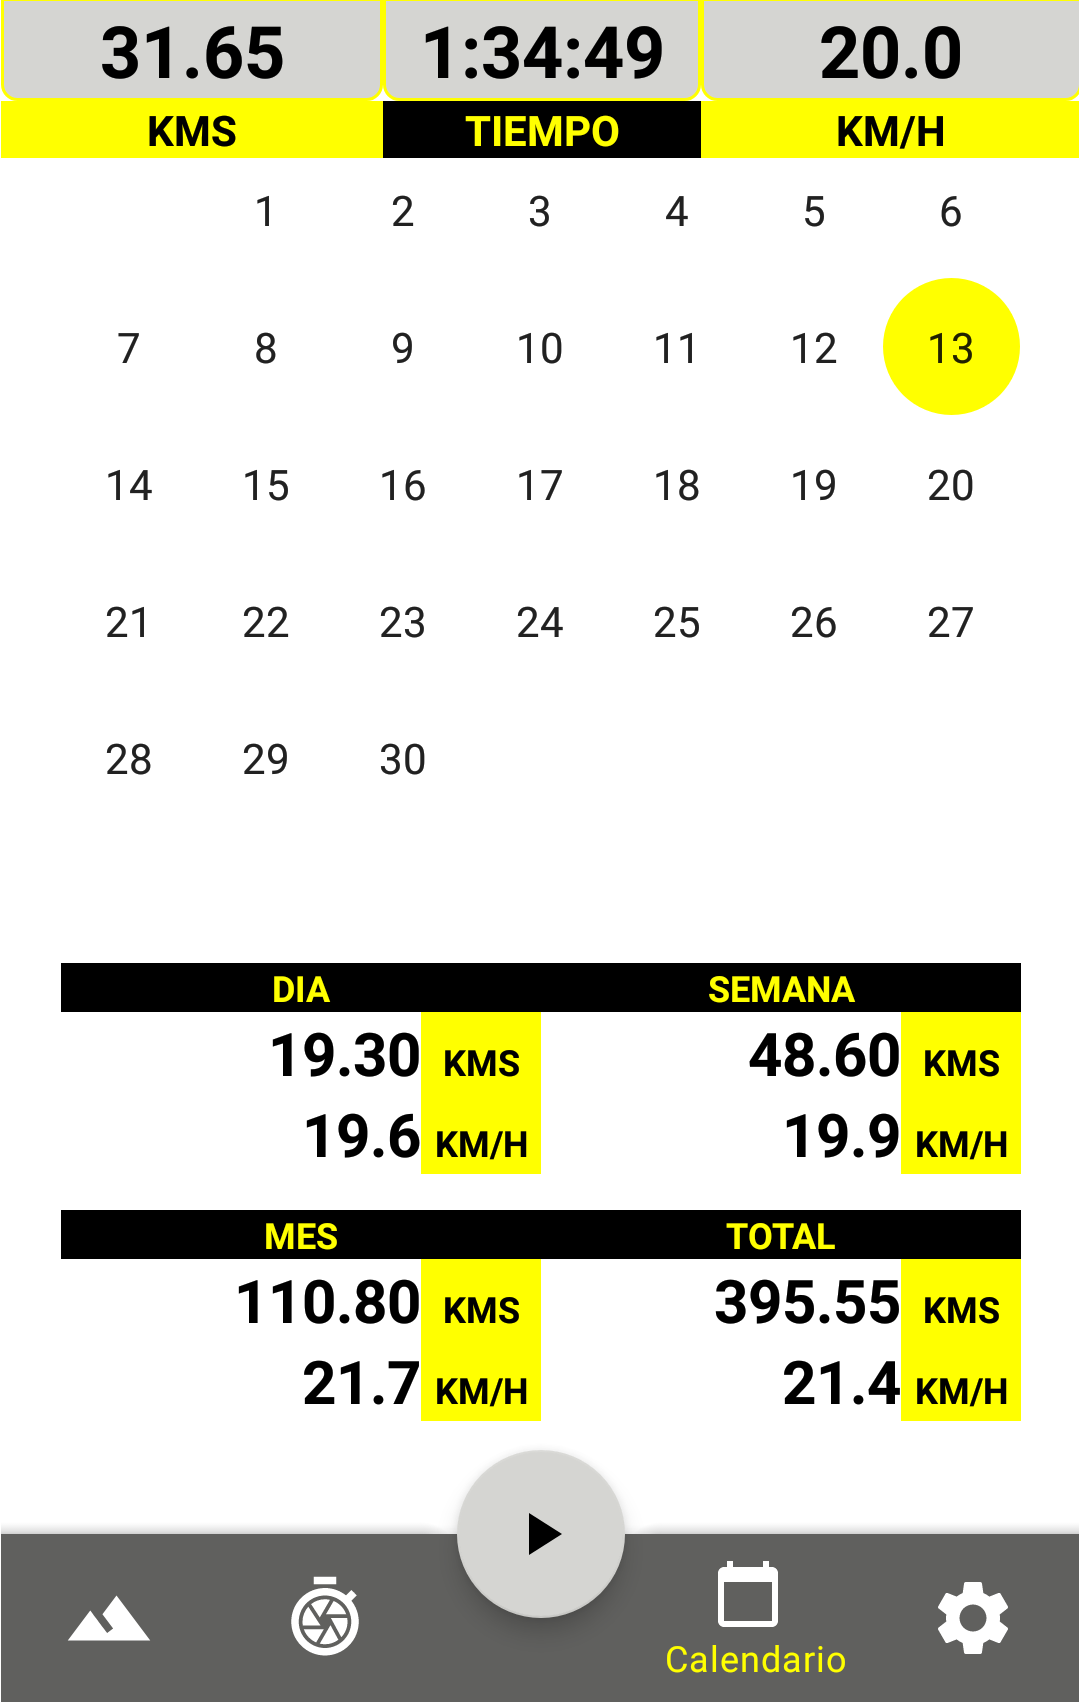 31.65 1:34:49 20.0
KMS TIEMPO KM/H
1 2 3 4 5 6
7 8 9 10 11 12 13
14 15 16 17 18 19 20
21 22 23 24 25 26 27
28 29 30
DIA SEMANA
19.30 KMS 48.60 KMS
19.6 KM/H 19.9 KM/H
MES TOTAL
110.80 KMS 395.55 KMS
21.7 KM/H 21.4 KM/H
Calendario